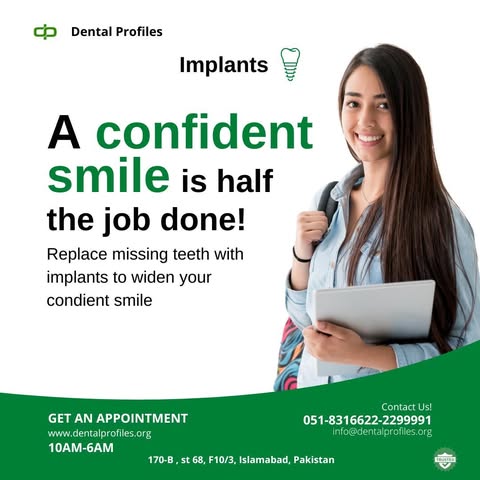 Dental Profiles
Implants
A confident
smile is half
the job done!
Replace missing teeth with
implants to widen your
condient smile
GET AN APPOINTMENT
www.dentalprofiles.org
10AM-6AM
Contact Us!
051-8316622-2299991
info@dentalprofiles.org
170-B , st 68, F10/3, Islamabad, Pakistan
TRUSTED